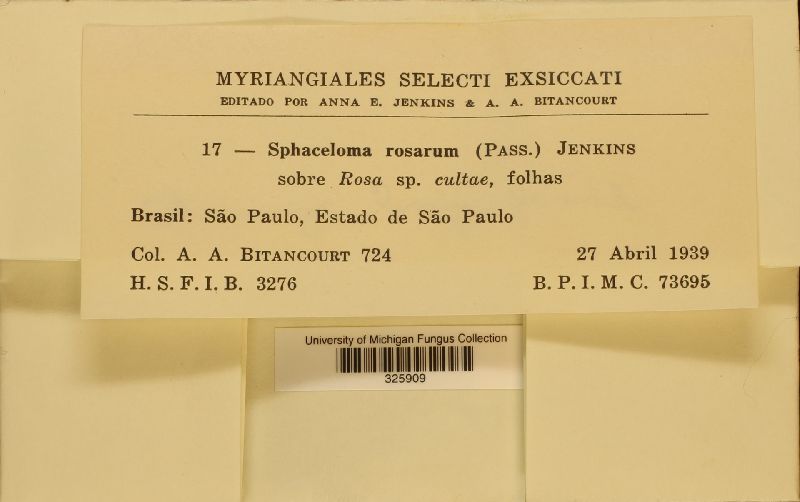 MYRIANGIALES SELECTI EXSICCATI
EDITADO POR ANNA E. JENKINS & A. A. BITANCOURT
17 — Sphaceloma rosarum (PASS.) JENKINS
sobre Rosa sp. cultae, folhas
Brasil: São Paulo, Estado de São Paulo
Col. A. A. BITANCOURT 724 27 Abril 1939
H. S. F. I. B. 3276 B. P. I. M. C. 73695
University of Michigan Fungus Collection
325909